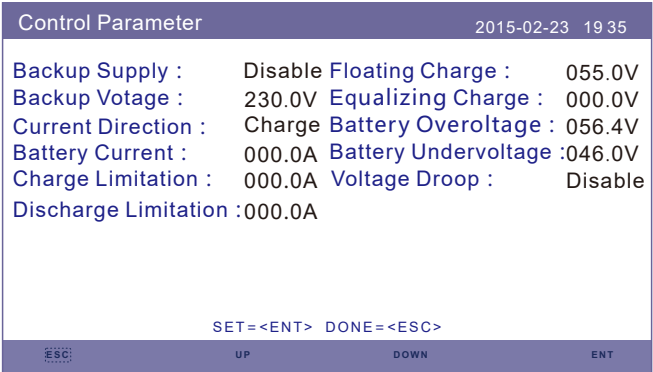 Control Parameter 2015-02-23 19 35
Backup Supply : Disable Floating Charge : 055.0V
Backup Votage : 230.0V Equalizing Charge : 000.0V
Current Direction : Charge Battery Overoltage : 056.4V
Battery Current : 000.0A Battery Undervoltage : 046.0V
Charge Limitation : 000.0A Voltage Droop : Disable
Discharge Limitation : 000.0A
SET=<ENT> DONE=<ESC>
ESC UP DOWN ENT